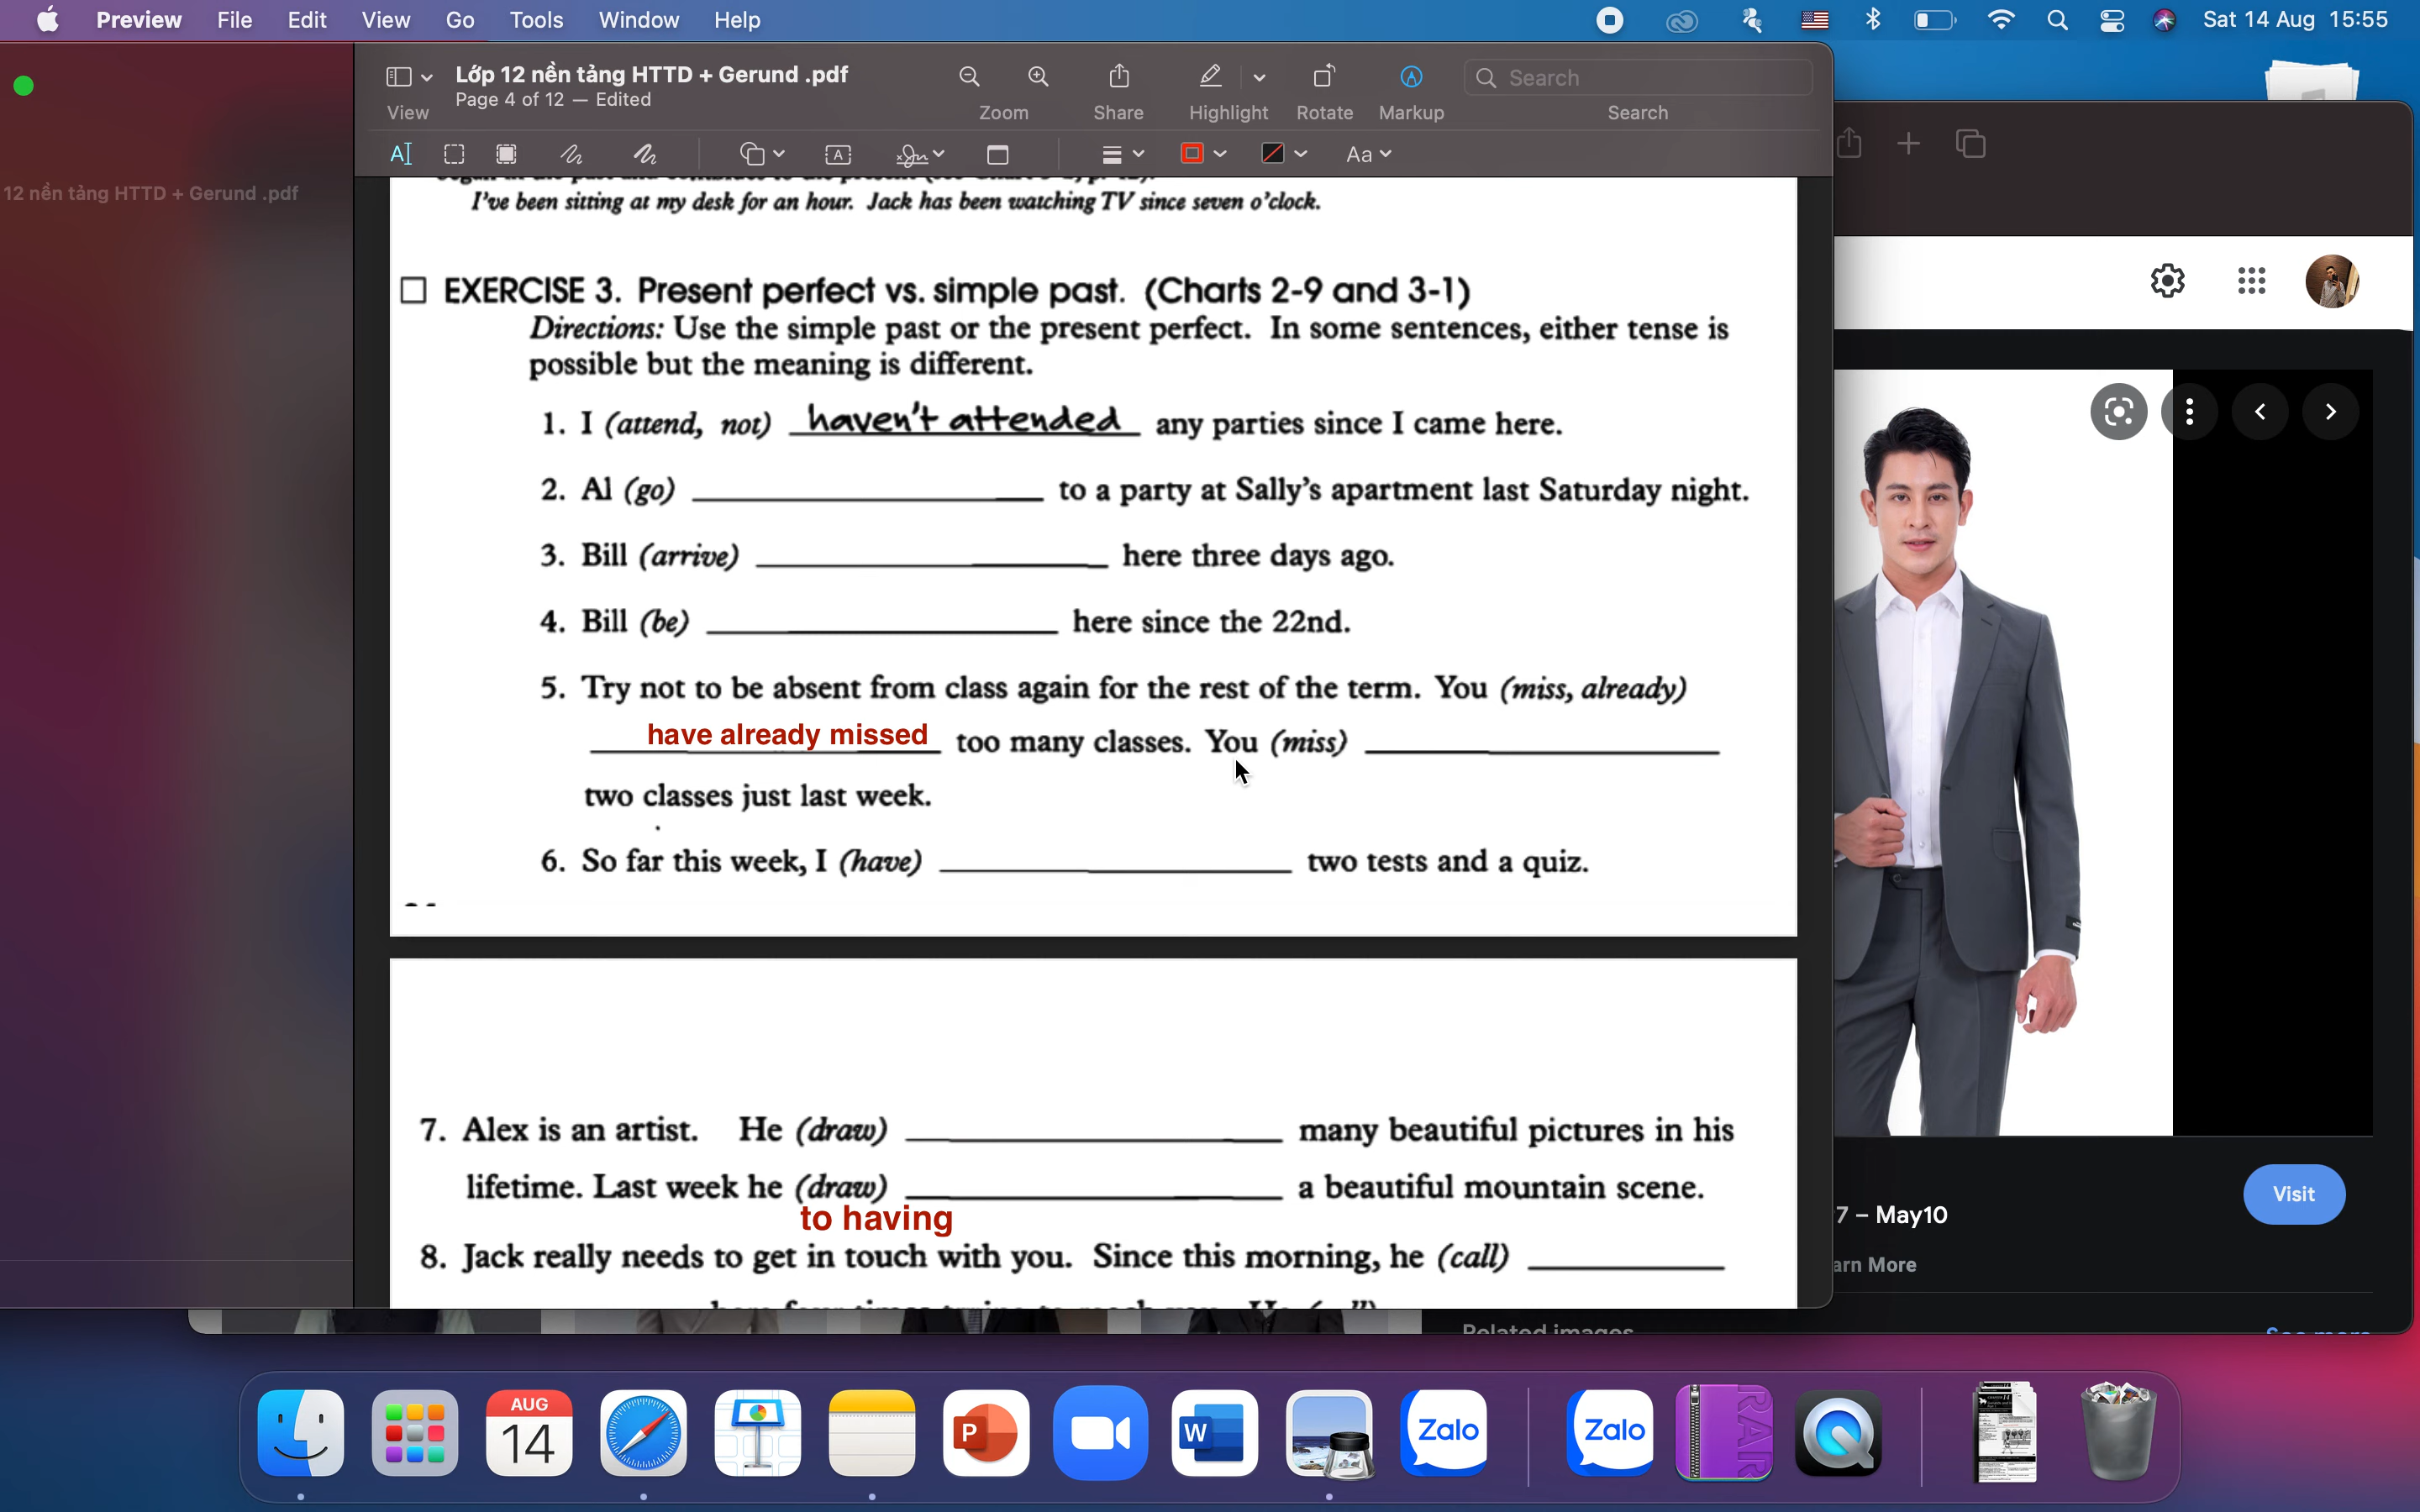 Preview File Edit View Go Tools Window Help Sat 14 Aug 15:55
12 nền tảng HTTD + Gerund .pdf
Lớp 12 nền tảng HTTD + Gerund .pdf
Page 4 of 12 — Edited
View Zoom Share Highlight Rotate Markup Search
Search
Aa
I've been sitting at my desk for an hour. Jack has been watching TV since seven o'clock.
EXERCISE 3. Present perfect vs. simple past. (Charts 2-9 and 3-1)
Directions: Use the simple past or the present perfect. In some sentences, either tense is
possible but the meaning is different.
1. I (attend, not) haven't attended any parties since I came here.
2. Al (go) to a party at Sally's apartment last Saturday night.
3. Bill (arrive) here three days ago.
4. Bill (be) here since the 22nd.
5. Try not to be absent from class again for the rest of the term. You (miss, already)
have already missed too many classes. You (miss)
two classes just last week.
6. So far this week, I (have) two tests and a quiz.
7. Alex is an artist. He (draw) many beautiful pictures in his
lifetime. Last week he (draw) a beautiful mountain scene.
to having
8. Jack really needs to get in touch with you. Since this morning, he (call)
7 – May10
Visit
arn More
Related images
See more
AUG
14
P
W
Zalo
Zalo
RAR